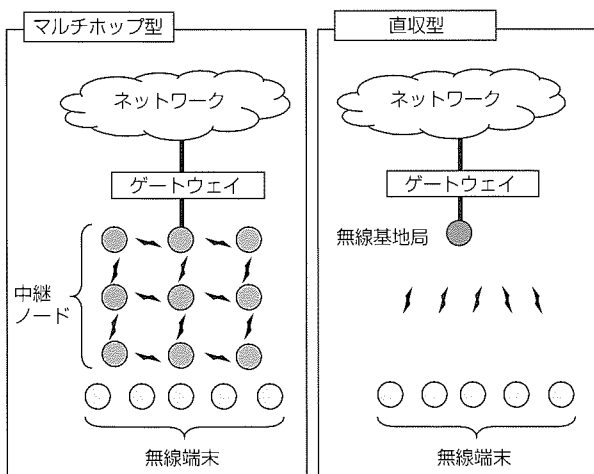 マルチホップ型
ネットワーク
ゲートウェイ
中継
ノード
無線端末
直収型
ネットワーク
ゲートウェイ
無線基地局
無線端末